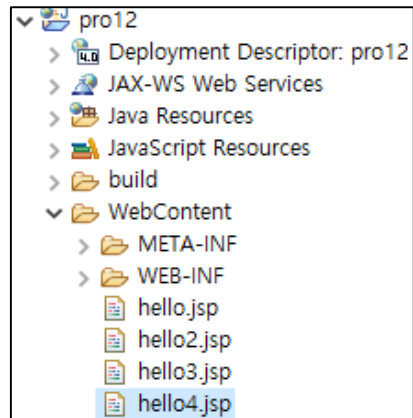 pro12
Deployment Descriptor: pro12
JAX-WS Web Services
Java Resources
JavaScript Resources
build
WebContent
META-INF
WEB-INF
hello.jsp
hello2.jsp
hello3.jsp
hello4.jsp